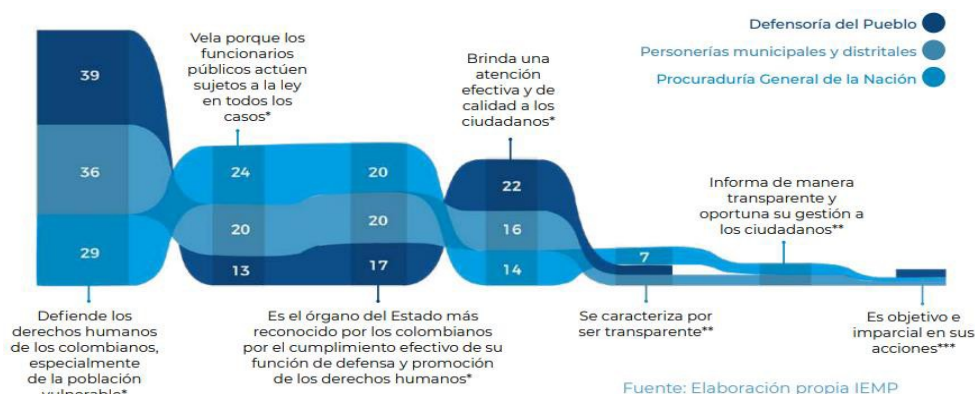 Defensoría del Pueblo
Personerías municipales y distritales
Procuraduría General de la Nación
Vela porque los
funcionarios
públicos actúen
sujetos a la ley
en todos los
casos*
Brinda una
atención
efectiva y de
calidad a los
ciudadanos*
Informa de manera
transparente y
oportuna su gestión a
los ciudadanos**
39
36
29
24
20
13
20
20
17
22
16
14
7
Defiende los
derechos humanos
de los colombianos,
especialmente
de la población
vulnerable*
Es el órgano del Estado más
reconocido por los colombianos
por el cumplimiento efectivo de su
función de defensa y promoción
de los derechos humanos*
Se caracteriza por
ser transparente**
Es objetivo e
imparcial en sus
acciones***
Fuente: Elaboración propia IEMP